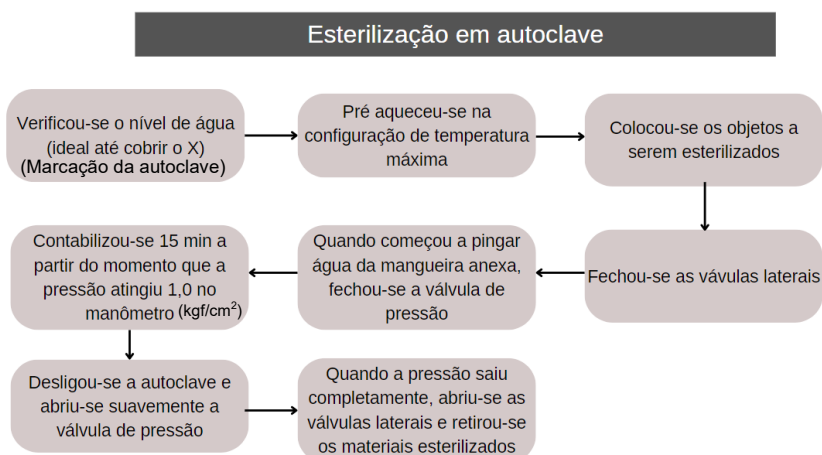 Esterilização em autoclave
Verificou-se o nível de água
(ideal até cobrir o X)
(Marcação da autoclave)
Pré aqueceu-se na
configuração de temperatura
máxima
Colocou-se os objetos a
serem esterilizados
Fechou-se as vávulas laterais
Quando começou a pingar
água da mangueira anexa,
fechou-se a válvula de
pressão
Contabilizou-se 15 min a
partir do momento que a
pressão atingiu 1,0 no
manômetro (kgf/cm²)
Desligou-se a autoclave e
abriu-se suavemente a
válvula de pressão
Quando a pressão saiu
completamente, abriu-se as
válvulas laterais e retirou-se
os materiais esterilizados